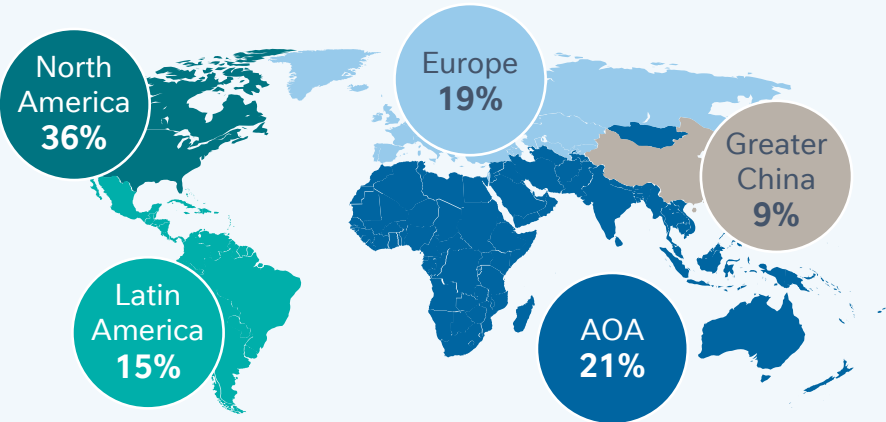 North
America
36%
Europe
19%
Greater
China
9%
Latin
America
15%
AOA
21%